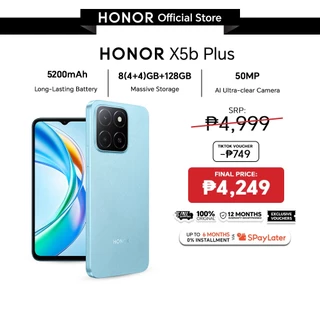 HONOR Official Store
HONOR X5b Plus
5200mAh
Long-Lasting Battery
8(4+4)GB+128GB
Massive Storage
50MP
AI Ultra-clear Camera
SRP:
₱4,999
TIKTOK VOUCHER
-₱749
FINAL PRICE:
₱4,249
100%
ORIGINAL
12 MONTHS
EXCLUSIVE
VOUCHERS
UP TO 6 MONTHS
0% INSTALLMENT
SPayLater
HONOR